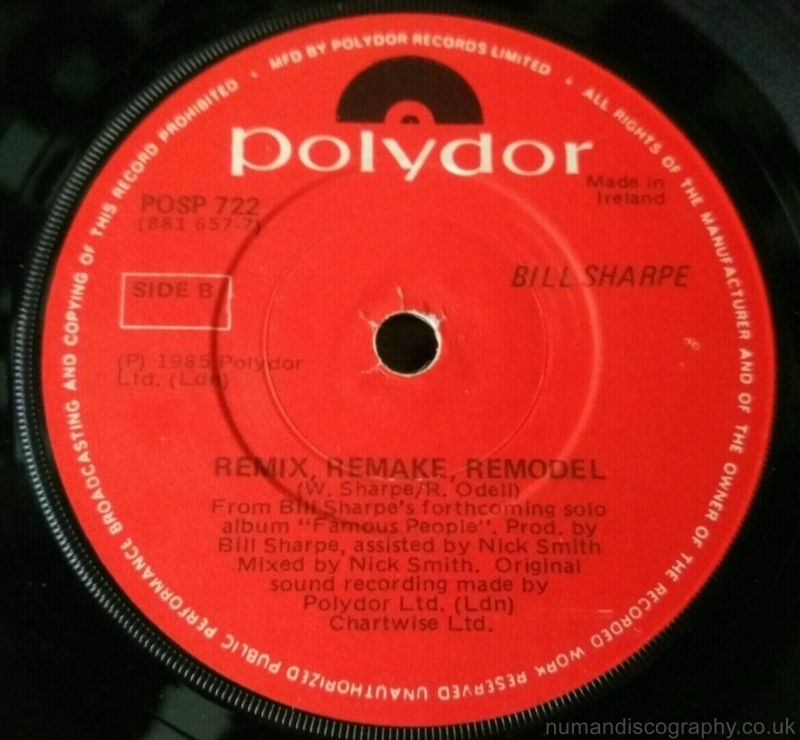 MFD BY POLYDOR RECORDS LIMITED • ALL RIGHTS OF THE MANUFACTURER AND OF THE OWNER OF THE RECORDED WORK RESERVED UNAUTHORIZED PUBLIC PERFORMANCE BROADCASTING AND COPYING OF THIS RECORD PROHIBITED •
polydor
Made in
Ireland
POSP 722
(881 657-7)
BILL SHARPE
SIDE B
(P) 1985 Polydor
Ltd. (Ldn)
REMIX, REMAKE, REMODEL
(W. Sharpe/R. Odell)
From Bill Sharpe's forthcoming solo
album "Famous People". Prod. by
Bill Sharpe, assisted by Nick Smith
Mixed by Nick Smith. Original
sound recording made by
Polydor Ltd. (Ldn)
Chartwise Ltd.
numandiscography.co.uk